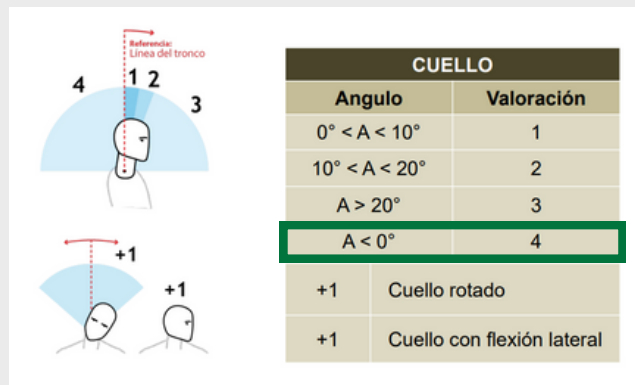 Referencia:
Línea del tronco
4
1 2
3
+1
+1
CUELLO
Angulo Valoración
0° < A < 10° 1
10° < A < 20° 2
A > 20° 3
A < 0° 4
+1 Cuello rotado
+1 Cuello con flexión lateral